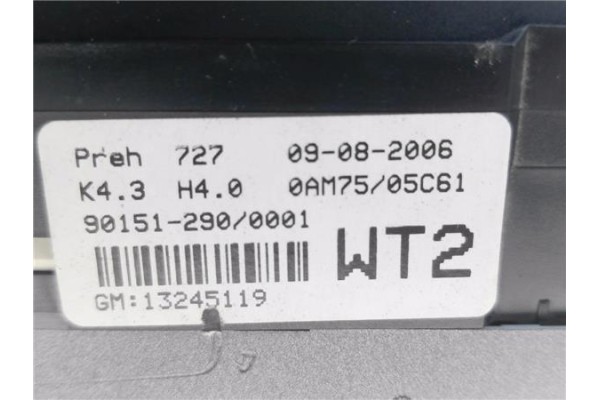 Preh 727 09-08-2006
K4.3 H4.0 0AM75/05C61
90151-290/0001
WT2
GM:13245119